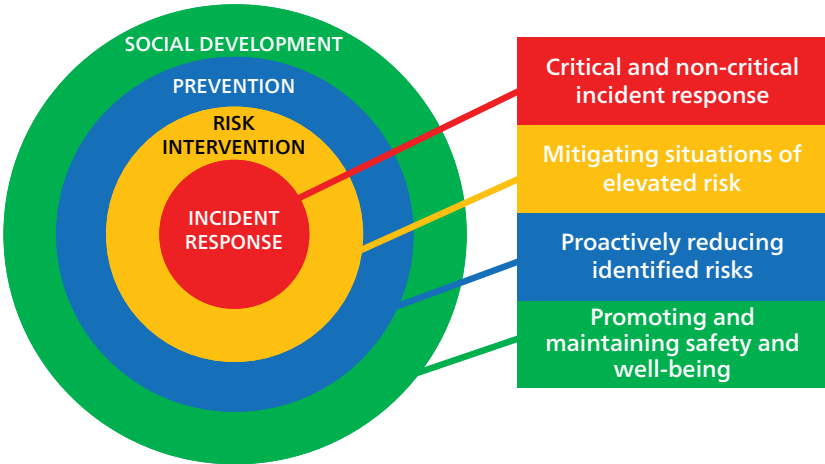 SOCIAL DEVELOPMENT
PREVENTION
RISK
INTERVENTION
INCIDENT
RESPONSE
Critical and non-critical
incident response
Mitigating situations of
elevated risk
Proactively reducing
identified risks
Promoting and
maintaining safety and
well-being